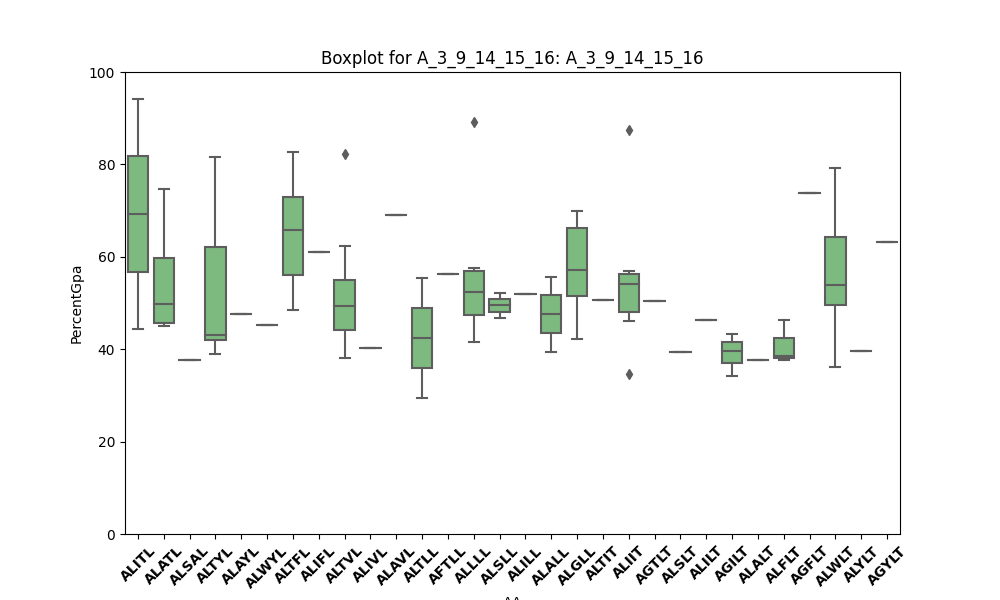 Boxplot for A_3_9_14_15_16: A_3_9_14_15_16
PercentGpa
100
80
60
40
20
0
ALITL ALATL ALSAL ALTYL ALAYL ALWYL ALTFL ALIFL ALTVL ALIVL ALAVL ALTLL AFTLL ALLLL ALSLL ALILL ALALL ALGLL ALTIT ALIIT AGTLT ALSLT ALILT AGILT ALALT ALFLT AGFLT ALWLT ALYLT AGYLT